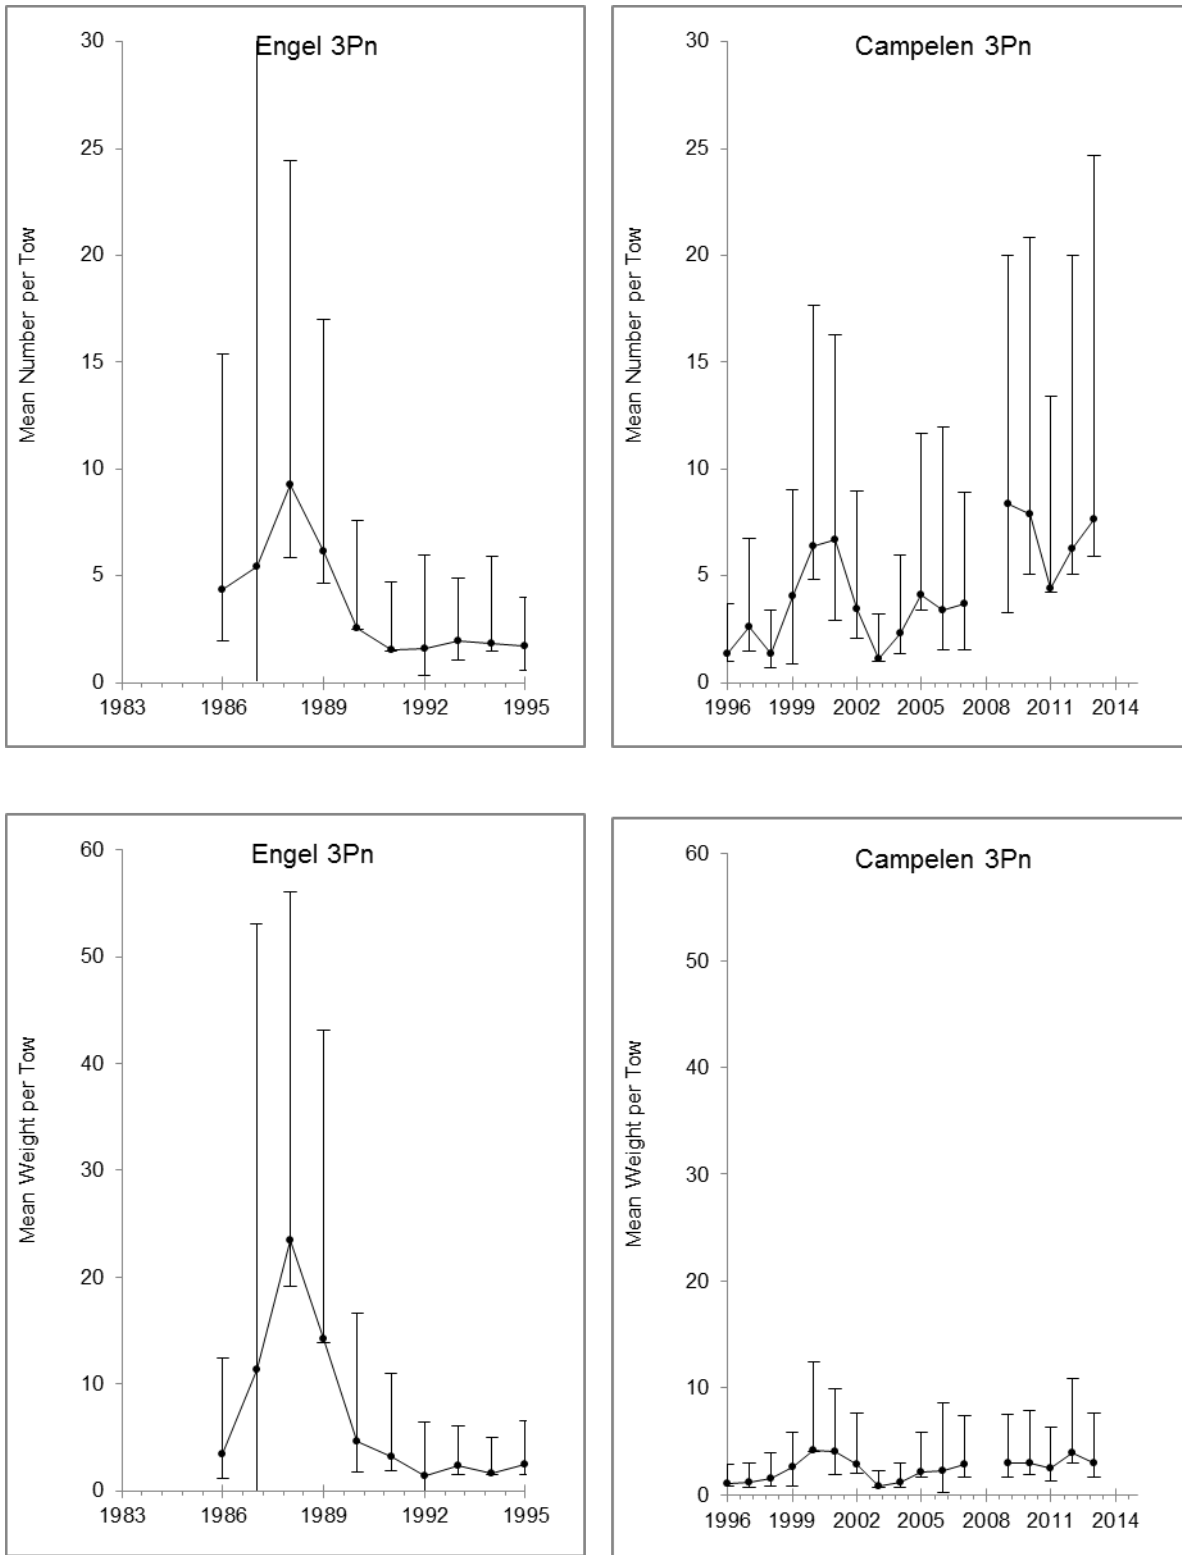 Engel 3Pn
30
25
20
15
10
5
0
Mean Number per Tow
1983 1986 1989 1992 1995
Campelen 3Pn
30
25
20
15
10
5
0
Mean Number per Tow
1996 1999 2002 2005 2008 2011 2014
Engel 3Pn
60
50
40
30
20
10
0
Mean Weight per Tow
1983 1986 1989 1992 1995
Campelen 3Pn
60
50
40
30
20
10
0
Mean Weight per Tow
1996 1999 2002 2005 2008 2011 2014